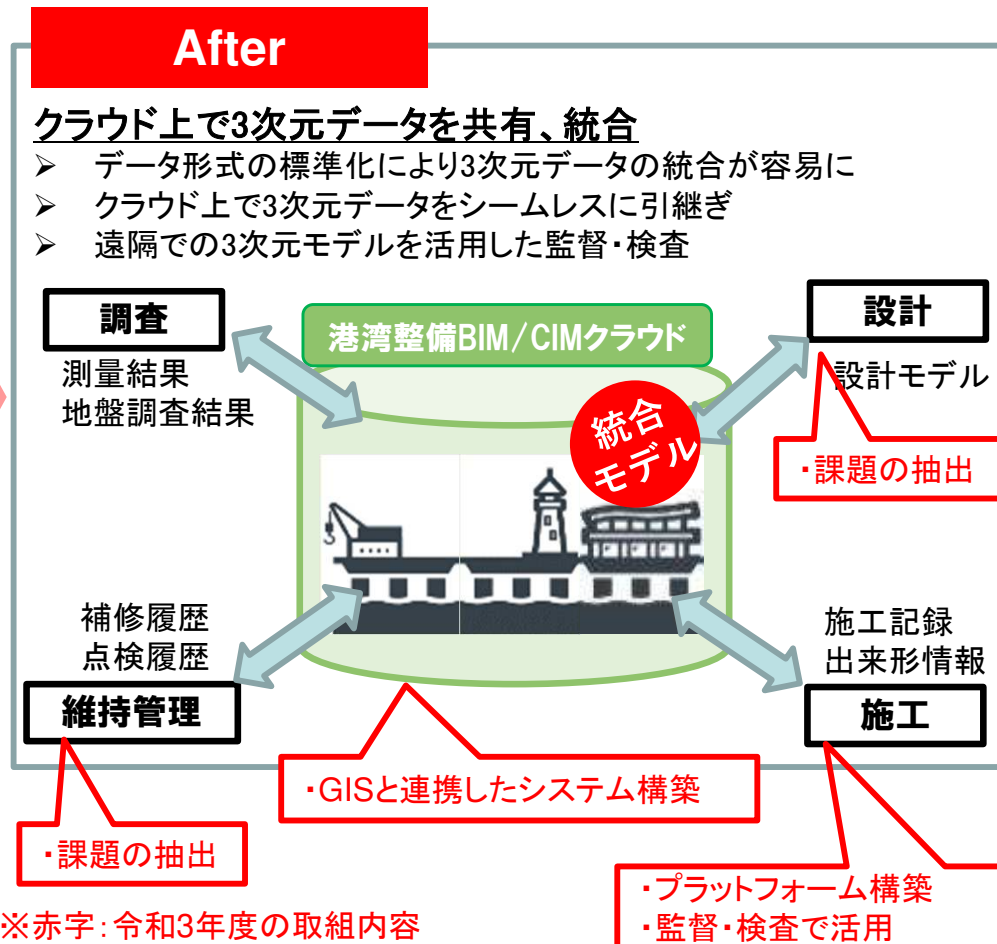 After
クラウド上で3次元データを共有、統合
➢ データ形式の標準化により3次元データの統合が容易に
➢ クラウド上で3次元データをシームレスに引継ぎ
➢ 遠隔での3次元モデルを活用した監督・検査
調査
測量結果
地盤調査結果
港湾整備BIM/CIMクラウド
統合
モデル
設計
設計モデル
・課題の抽出
補修履歴
点検履歴
維持管理
施工記録
出来形情報
施工
・GISと連携したシステム構築
・課題の抽出
・プラットフォーム構築
・監督・検査で活用
※赤字:令和3年度の取組内容